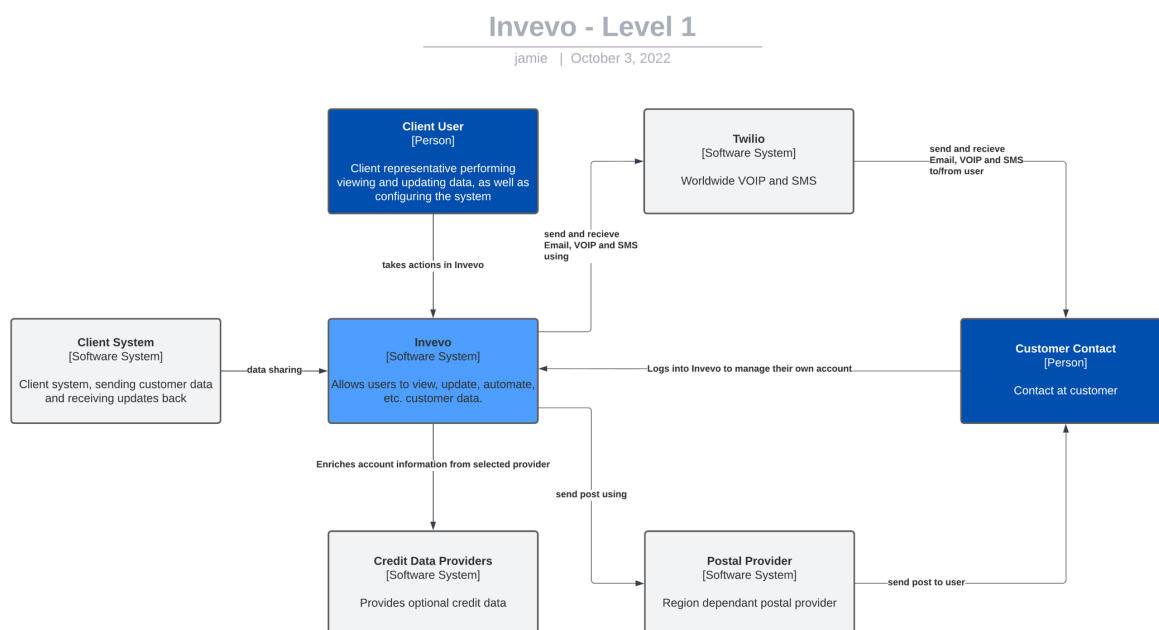 Invevo - Level 1
jamie | October 3, 2022
Client User
[Person]
Client representative performing
viewing and updating data, as well as
configuring the system
Twilio
[Software System]
Worldwide VOIP and SMS
send and recieve
Email, VOIP and SMS
to/from user
send and recieve
Email, VOIP and SMS
using
takes actions in Invevo
Client System
[Software System]
Client system, sending customer data
and receiving updates back
data sharing
Invevo
[Software System]
Allows users to view, update, automate,
etc. customer data.
Logs into Invevo to manage their own account
Customer Contact
[Person]
Contact at customer
Enriches account information from selected provider
send post using
Credit Data Providers
[Software System]
Provides optional credit data
Postal Provider
[Software System]
Region dependant postal provider
send post to user